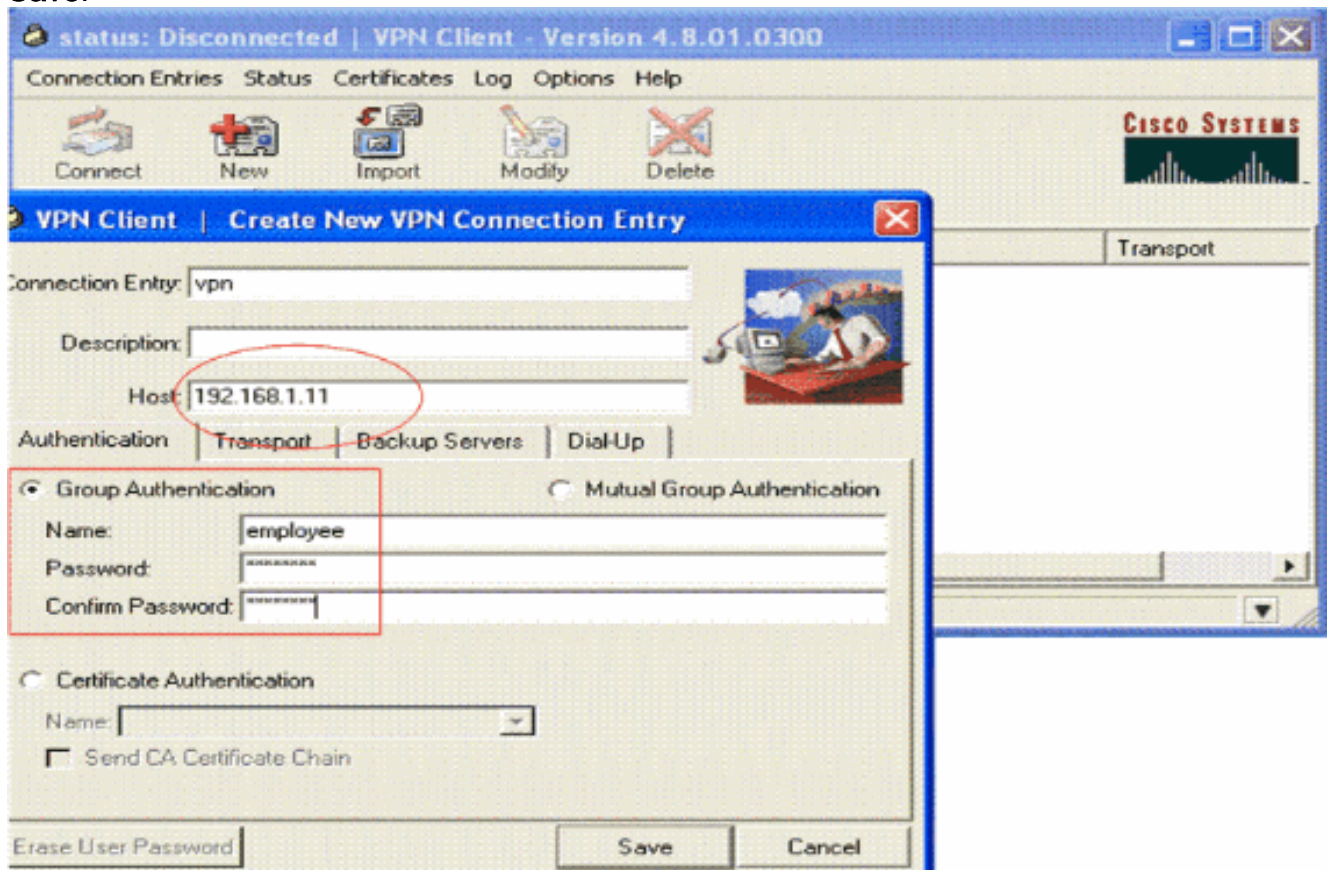 status: Disconnected | VPN Client - Version 4.8.01.0300
Connection Entries Status Certificates Log Options Help
Connect New Import Modify Delete
CISCO SYSTEMS
VPN Client | Create New VPN Connection Entry
Transport
Connection Entry: vpn
Description:
Host: 192.168.1.11
Authentication Transport Backup Servers Dial-Up
Group Authentication Mutual Group Authentication
Name: employee
Password: ********
Confirm Password: ********
Certificate Authentication
Name:
Send CA Certificate Chain
Erase User Password Save Cancel